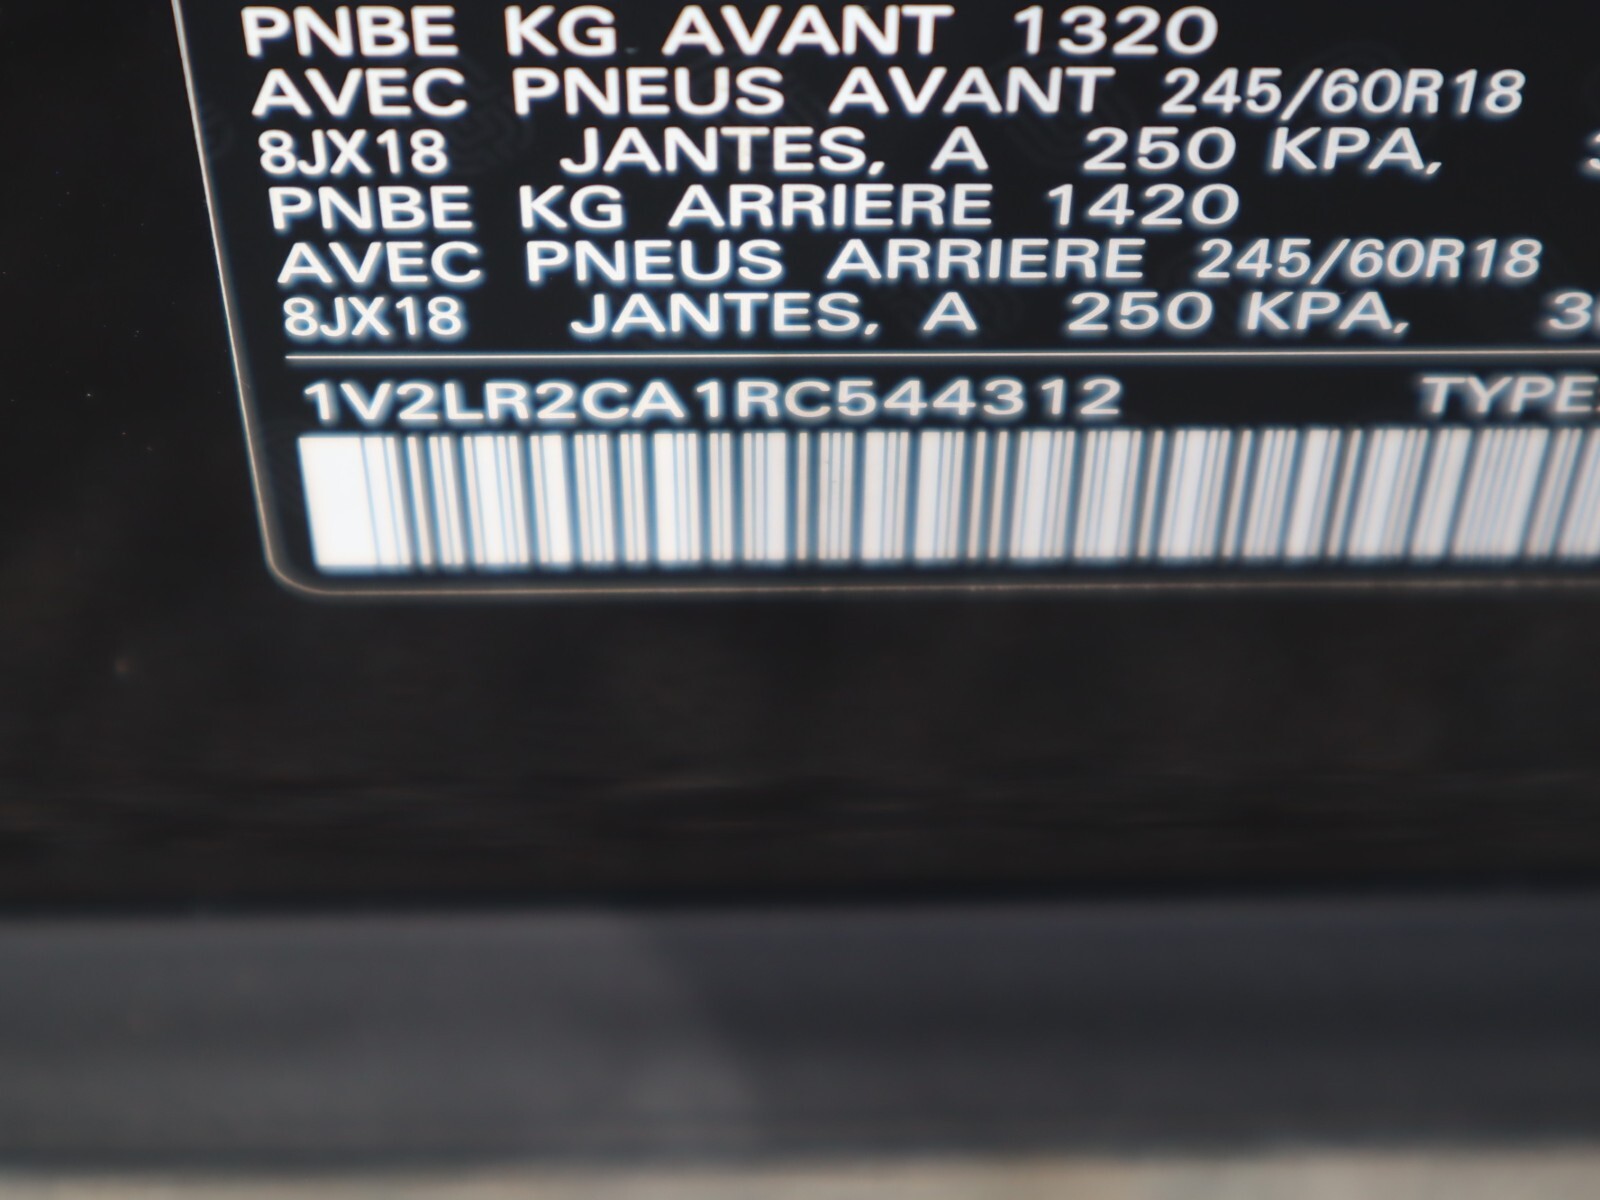 PNBE KG AVANT 1320
AVEC PNEUS AVANT 245/60R18
8JX18 JANTES, A 250 KPA,
PNBE KG ARRIERE 1420
AVEC PNEUS ARRIERE 245/60R18
8JX18 JANTES, A 250 KPA,
1V2LR2CA1RC544312 TYPE